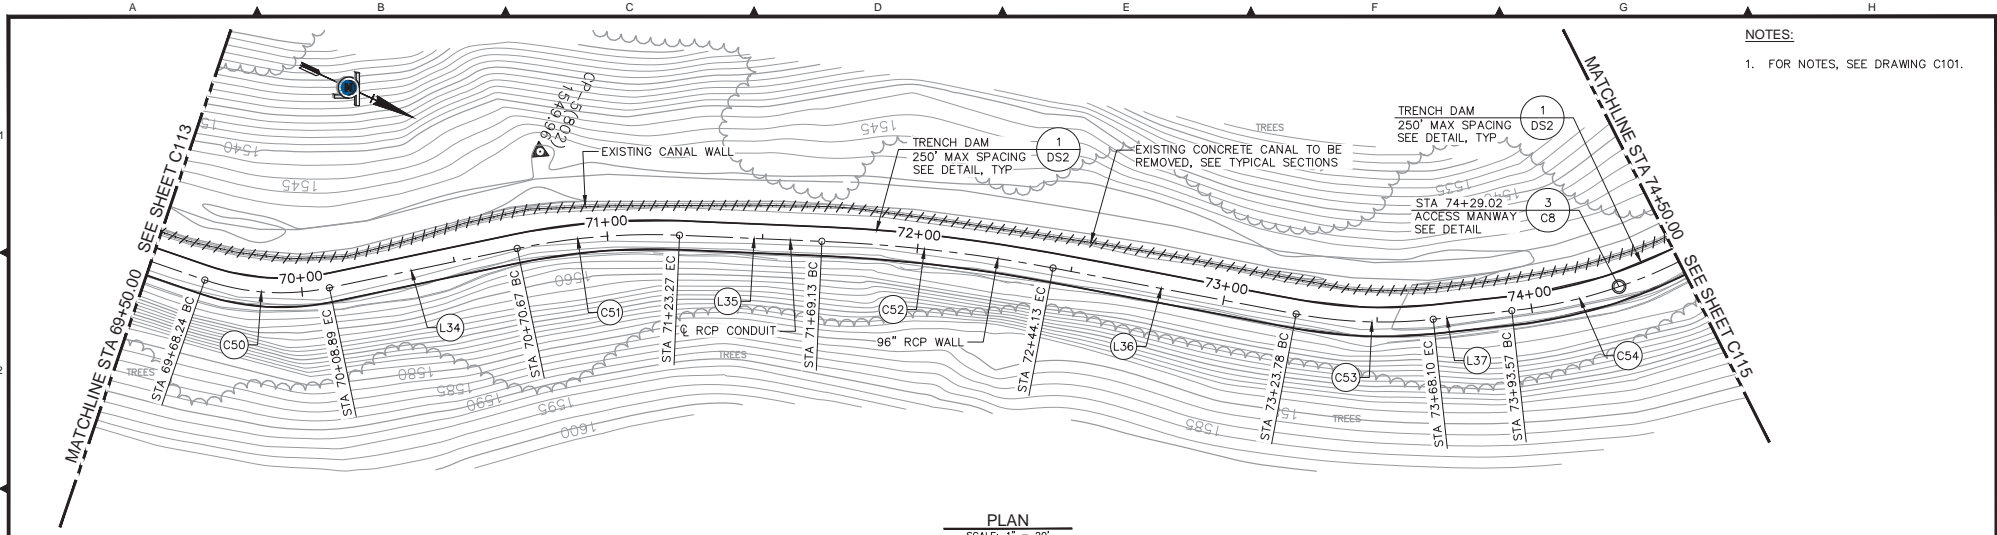 A B C D E F G H
NOTES:
1. FOR NOTES, SEE DRAWING C101.
1
2
MATCHLINE STA 69+50.00 SEE SHEET C113
MATCHLINE STA 74+50.00 SEE SHEET C115
1549.96
EXISTING CANAL WALL
TRENCH DAM
250' MAX SPACING
SEE DETAIL, TYP
1
DS2
EXISTING CONCRETE CANAL TO BE
REMOVED, SEE TYPICAL SECTIONS
TREES
TRENCH DAM
250' MAX SPACING
SEE DETAIL, TYP
1
DS2
STA 74+29.02
ACCESS MANWAY
SEE DETAIL
3
C8
1540
1545
1545
1535
70+00
71+00
72+00
73+00
74+00
STA 69+68.24 BC
STA 70+08.89 EC
STA 70+70.67 BC
STA 71+23.27 EC
STA 71+69.13 BC
STA 72+44.13 EC
STA 73+23.78 BC
STA 73+68.10 EC
STA 73+93.57 BC
C50
L34
C51
L35
C52
L36
C53
L37
C54
℄ RCP CONDUIT
96" RCP WALL
TREES
TREES
TREES
1560
1580
1585
1590
1595
1600
1585
15
PLAN
SCALE: 1" = 20'